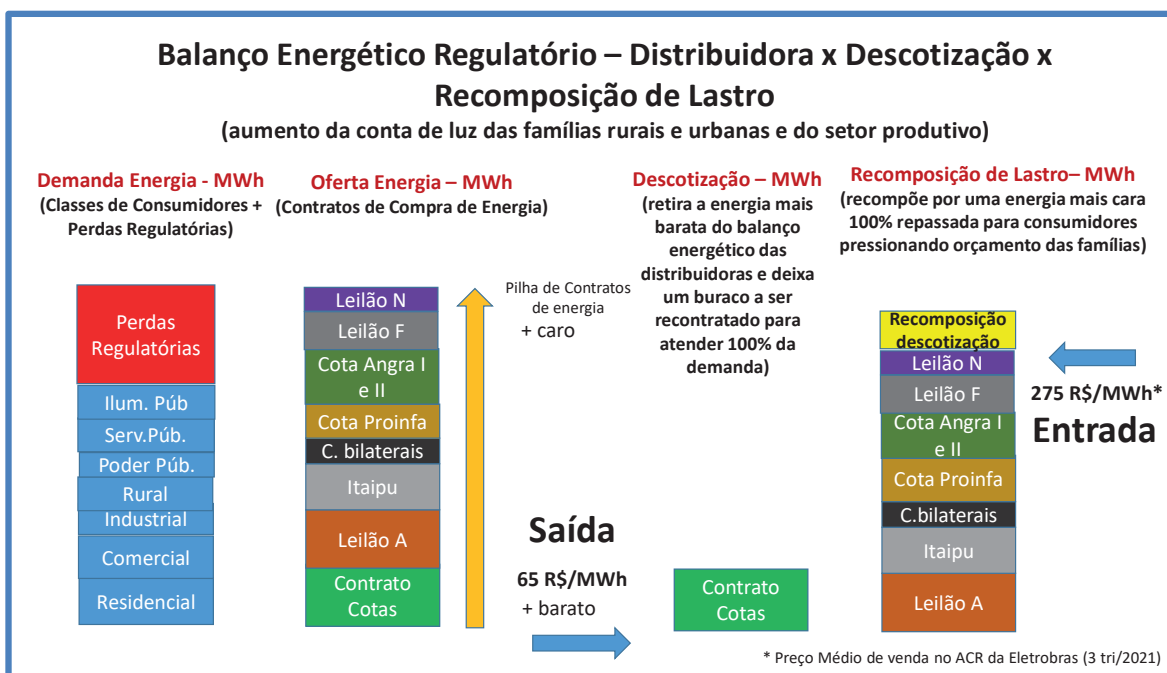 Balanço Energético Regulatório – Distribuidora x Descotização x
Recomposição de Lastro
(aumento da conta de luz das famílias rurais e urbanas e do setor produtivo)
Demanda Energia - MWh
(Classes de Consumidores +
Perdas Regulatórias)
Perdas
Regulatórias
Ilum. Púb
Serv.Púb.
Poder Púb.
Rural
Industrial
Comercial
Residencial
Oferta Energia – MWh
(Contratos de Compra de Energia)
Leilão N
Leilão F
Cota Angra I
e II
Cota Proinfa
C. bilaterais
Itaipu
Leilão A
Contrato
Cotas
Pilha de Contratos
de energia
+ caro
Saída
65 R$/MWh
+ barato
Descotização – MWh
(retira a energia mais
barata do balanço
energético das
distribuidoras e deixa
um buraco a ser
recontratado para
atender 100% da
demanda)
Contrato
Cotas
Recomposição de Lastro– MWh
(recompõe por uma energia mais cara
100% repassada para consumidores
pressionando orçamento das famílias)
Recomposição
descotização
Leilão N
Leilão F
Cota Angra I
e II
Cota Proinfa
C.bilaterais
Itaipu
Leilão A
275 R$/MWh*
Entrada
* Preço Médio de venda no ACR da Eletrobras (3 tri/2021)